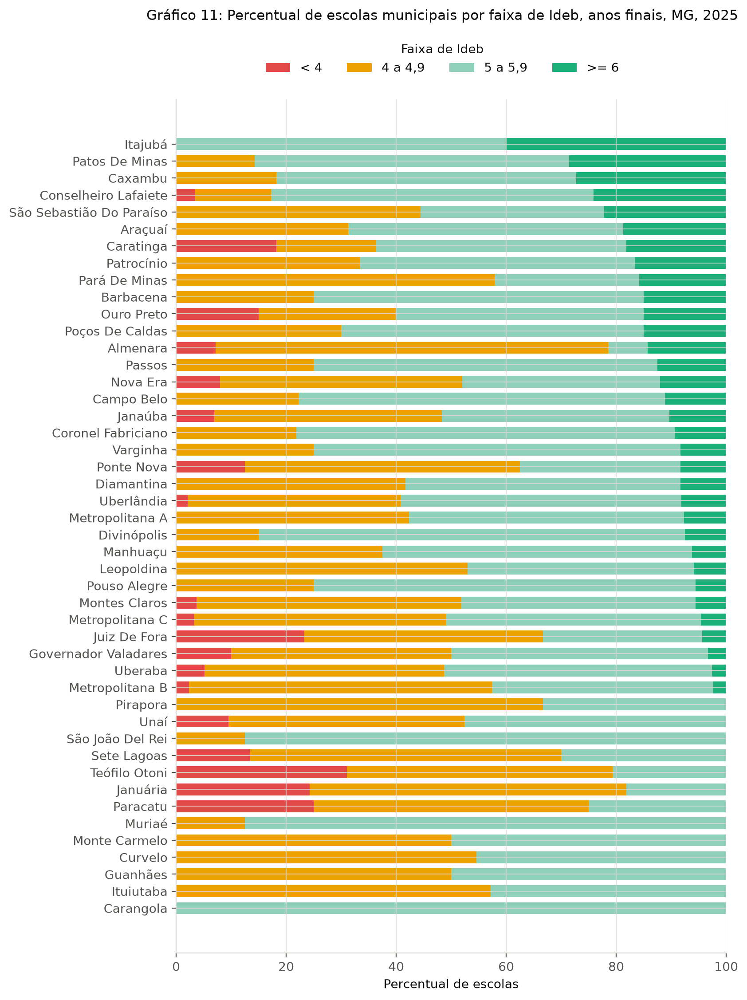 Gráfico 11: Percentual de escolas municipais por faixa de Ideb, anos finais, MG, 2025
Faixa de Ideb
< 4 4 a 4,9 5 a 5,9 >= 6
Itajubá
Patos De Minas
Caxambu
Conselheiro Lafaiete
São Sebastião Do Paraíso
Araçuaí
Caratinga
Patrocínio
Pará De Minas
Barbacena
Ouro Preto
Poços De Caldas
Almenara
Passos
Nova Era
Campo Belo
Janaúba
Coronel Fabriciano
Varginha
Ponte Nova
Diamantina
Uberlândia
Metropolitana A
Divinópolis
Manhuaçu
Leopoldina
Pouso Alegre
Montes Claros
Metropolitana C
Juiz De Fora
Governador Valadares
Uberaba
Metropolitana B
Pirapora
Unaí
São João Del Rei
Sete Lagoas
Teófilo Otoni
Januária
Paracatu
Muriaé
Monte Carmelo
Curvelo
Guanhães
Ituiutaba
Carangola
0 20 40 60 80 100
Percentual de escolas